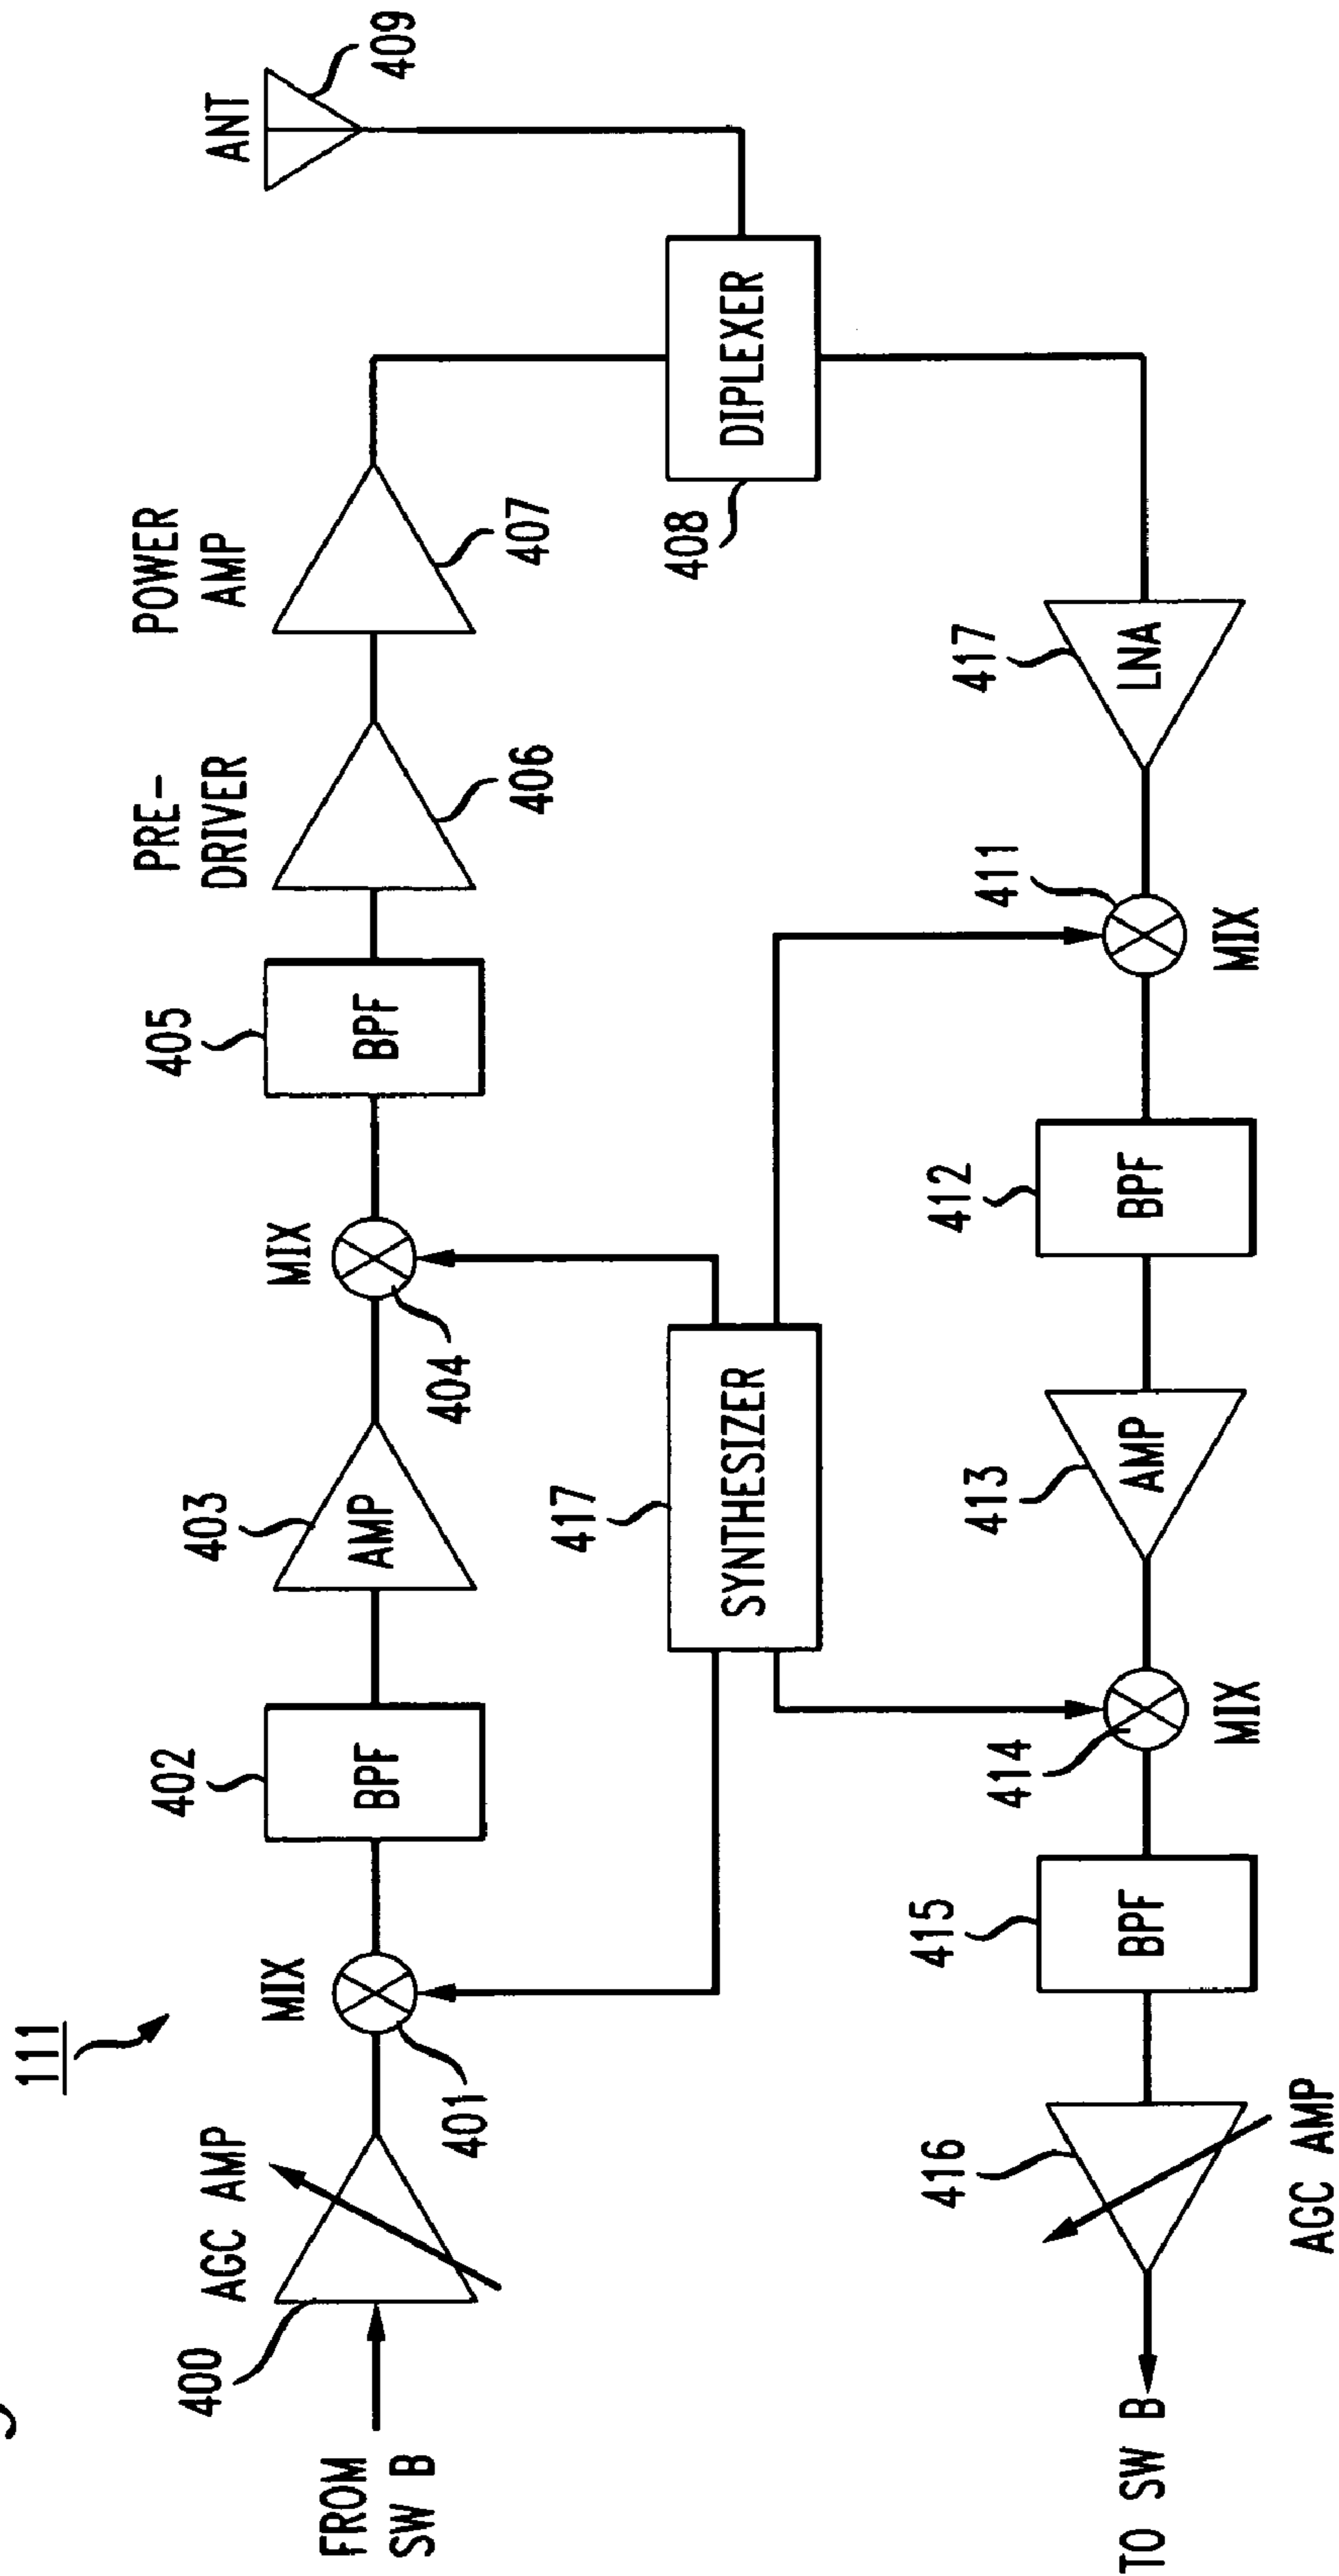 111
FROM
SW B
400
AGC AMP
401
MIX
402
BPF
403
AMP
404
MIX
405
BPF
406
PRE-
DRIVER
407
POWER
AMP
408
DIPLEXER
ANT
409
417
SYNTHESIZER
417
LNA
411
MIX
412
BPF
413
AMP
414
MIX
415
BPF
416
AGC AMP
TO SW B